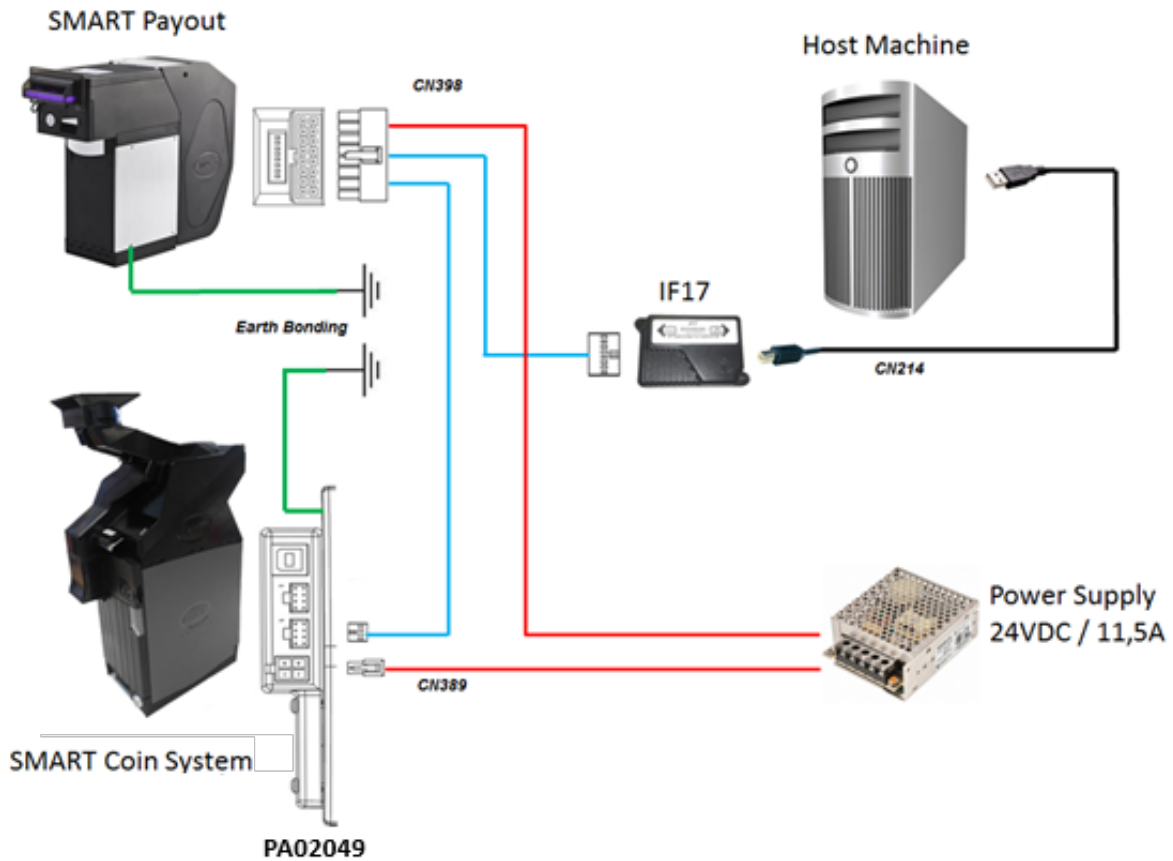 SMART Payout
Host Machine
CN398
IF17
Earth Bonding
CN214
Power Supply
24VDC / 11,5A
CN389
SMART Coin System
PA02049